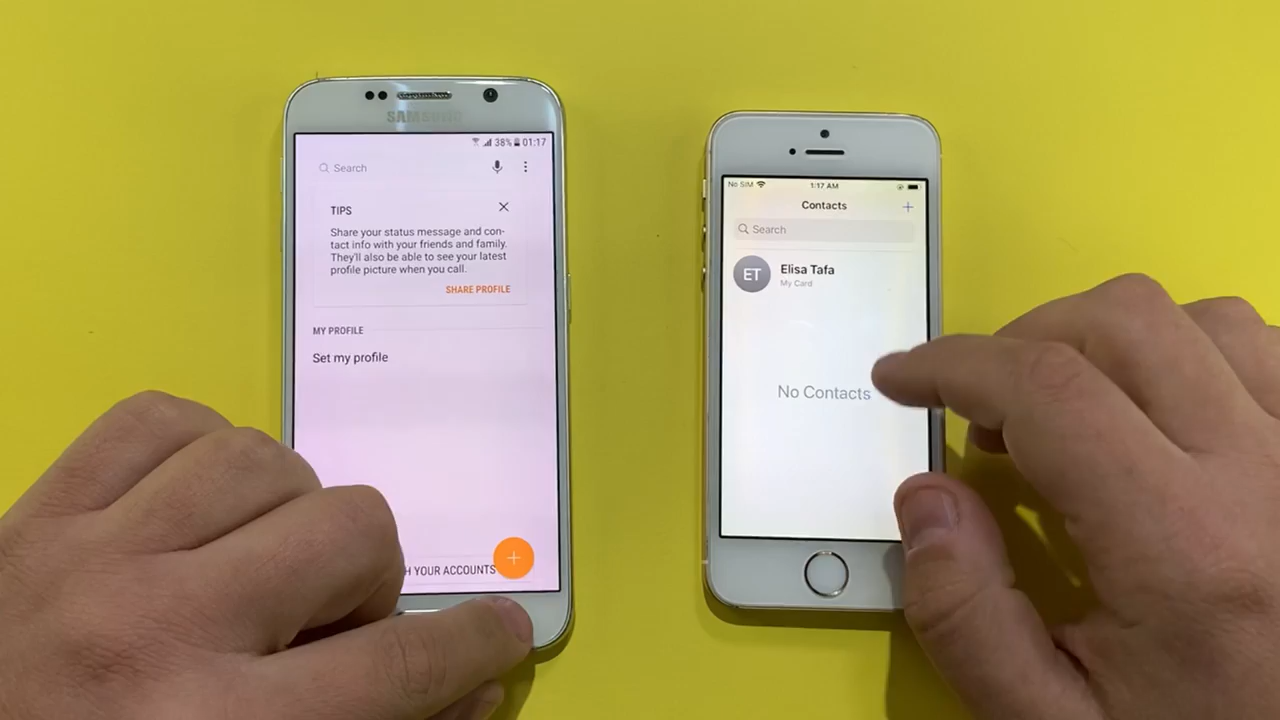 SAMSUNG
38% 01:17
Search
TIPS
Share your status message and con-
tact info with your friends and family.
They'll also be able to see your latest
profile picture when you call.
SHARE PROFILE
MY PROFILE
Set my profile
H YOUR ACCOUNTS
No SIM 1:17 AM
Contacts
Search
ET
Elisa Tafa
My Card
No Contacts